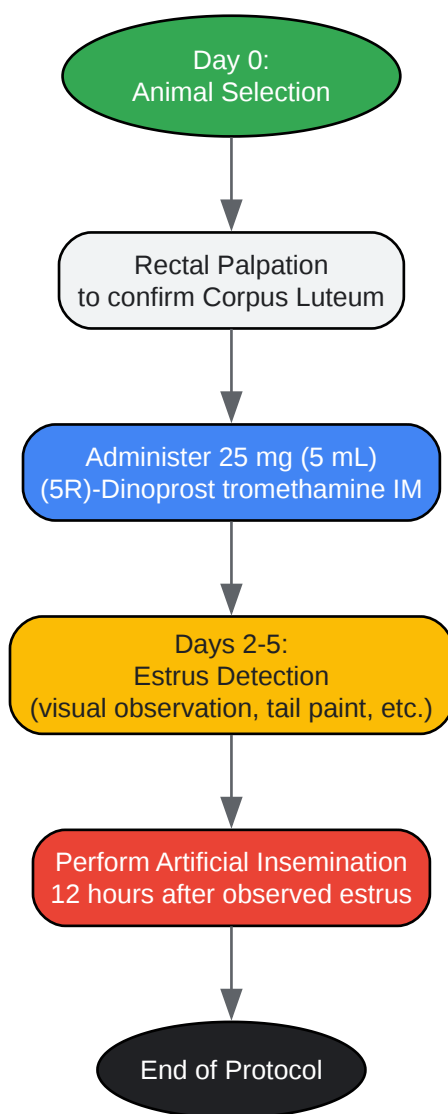 Day 0:
Animal Selection
Rectal Palpation
to confirm Corpus Luteum
Administer 25 mg (5 mL)
(5R)-Dinoprost tromethamine IM
Days 2-5:
Estrus Detection
(visual observation, tail paint, etc.)
Perform Artificial Insemination
12 hours after observed estrus
End of Protocol